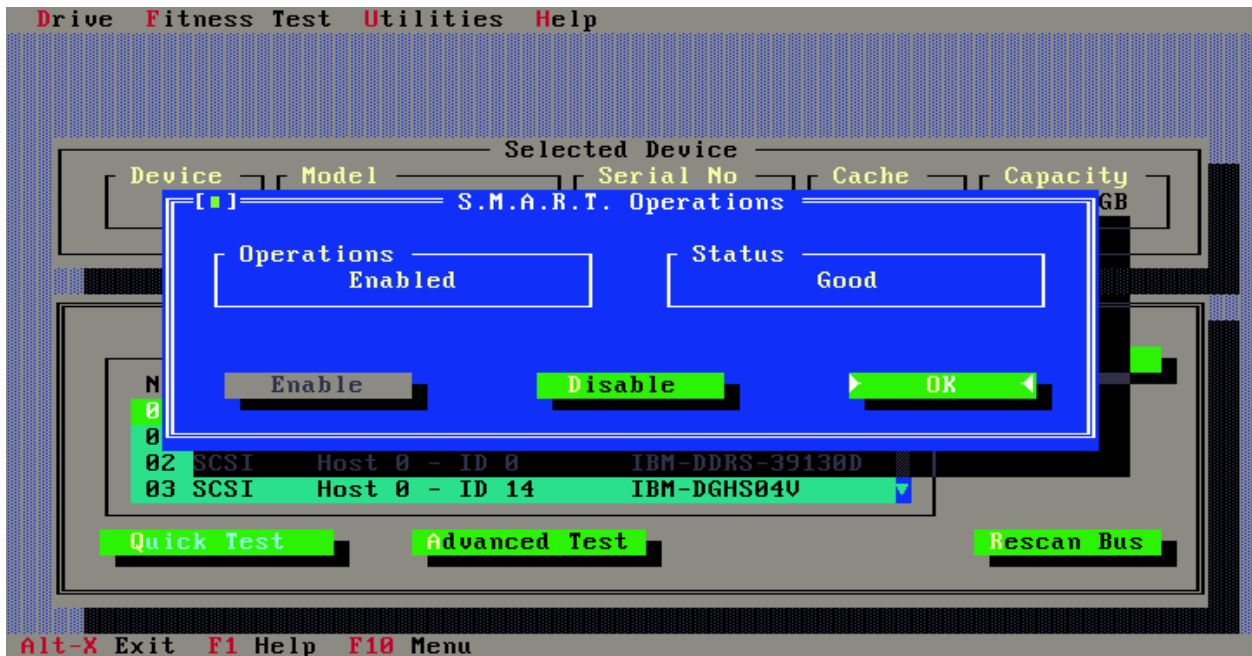 Drive Fitness Test Utilities Help
Selected Device
Device Model Serial No Cache Capacity
[■] S.M.A.R.T. Operations
GB
Operations Status
Enabled Good
N
Enable Disable OK
0
0
02 SCSI Host 0 - ID 0 IBM-DDRS-39130D
03 SCSI Host 0 - ID 14 IBM-DGHS04V
Quick Test Advanced Test Rescan Bus
Alt-X Exit F1 Help F10 Menu